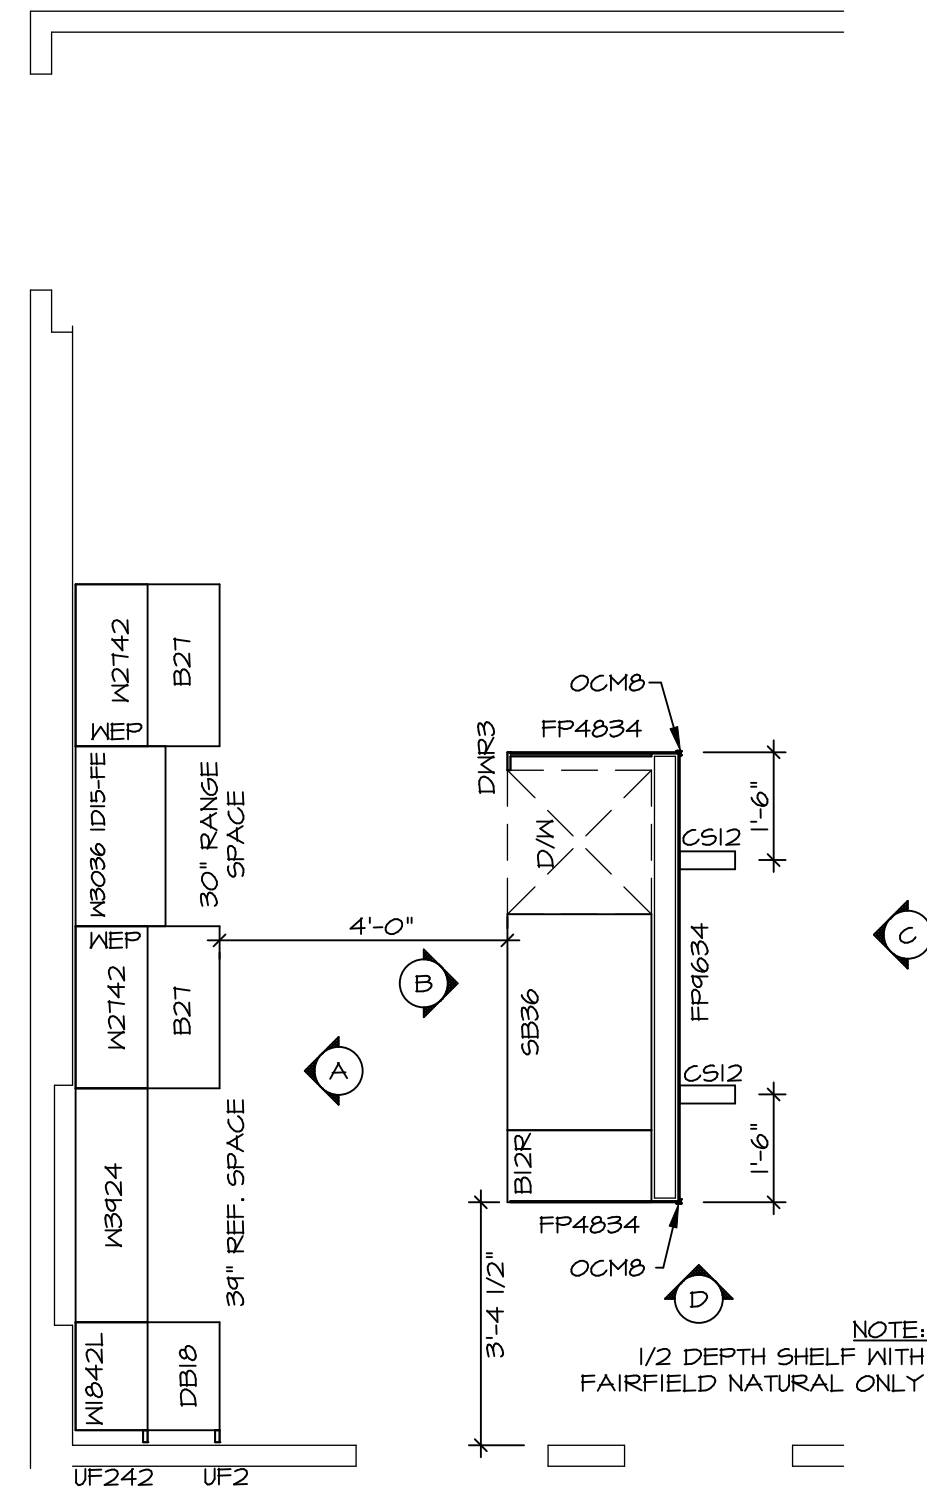 W2742
B27
WEP
W3036 1D15-FE
30" RANGE
SPACE
WEP
W2742
B27
4'-0"
B
A
W3924
39" REF. SPACE
W1842L
DB18
UF242
UF2
OCM8
FP4834
DWR3
D/W
1'-6"
CS12
SB36
FP9634
C
CS12
1'-6"
B12R
FP4834
OCM8
3'-4 1/2"
D
NOTE:
1/2 DEPTH SHELF WITH
FAIRFIELD NATURAL ONLY